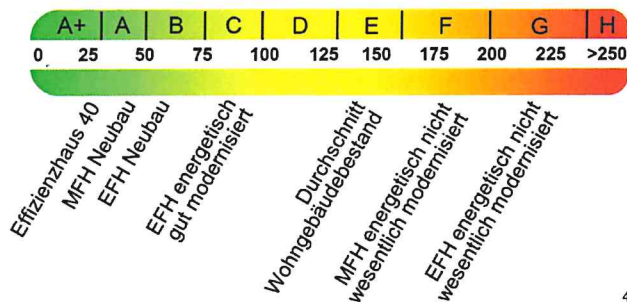 A+ A B C D E F G H
0 25 50 75 100 125 150 175 200 225 >250
Effizienzhaus 40
MFH Neubau
EFH Neubau
EFH energetisch
gut modernisiert
Durchschnitt
Wohngebäudebestand
MFH energetisch nicht
wesentlich modernisiert
EFH energetisch nicht
wesentlich modernisiert
4